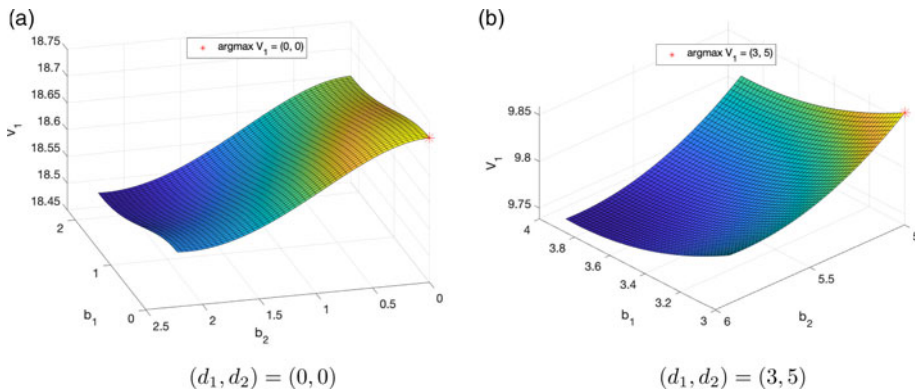 (a)
18.75
18.7
18.65
18.6
18.55
18.5
18.45
V1
2
1
0
b1
2.5
2
1.5
1
0.5
0
b2
* argmax V1 = (0, 0)
(d1, d2) = (0, 0)
(b)
9.85
9.8
9.75
V1
4
3.8
3.6
3.4
3.2
3
b1
6
5.5
5
b2
* argmax V1 = (3, 5)
(d1, d2) = (3, 5)